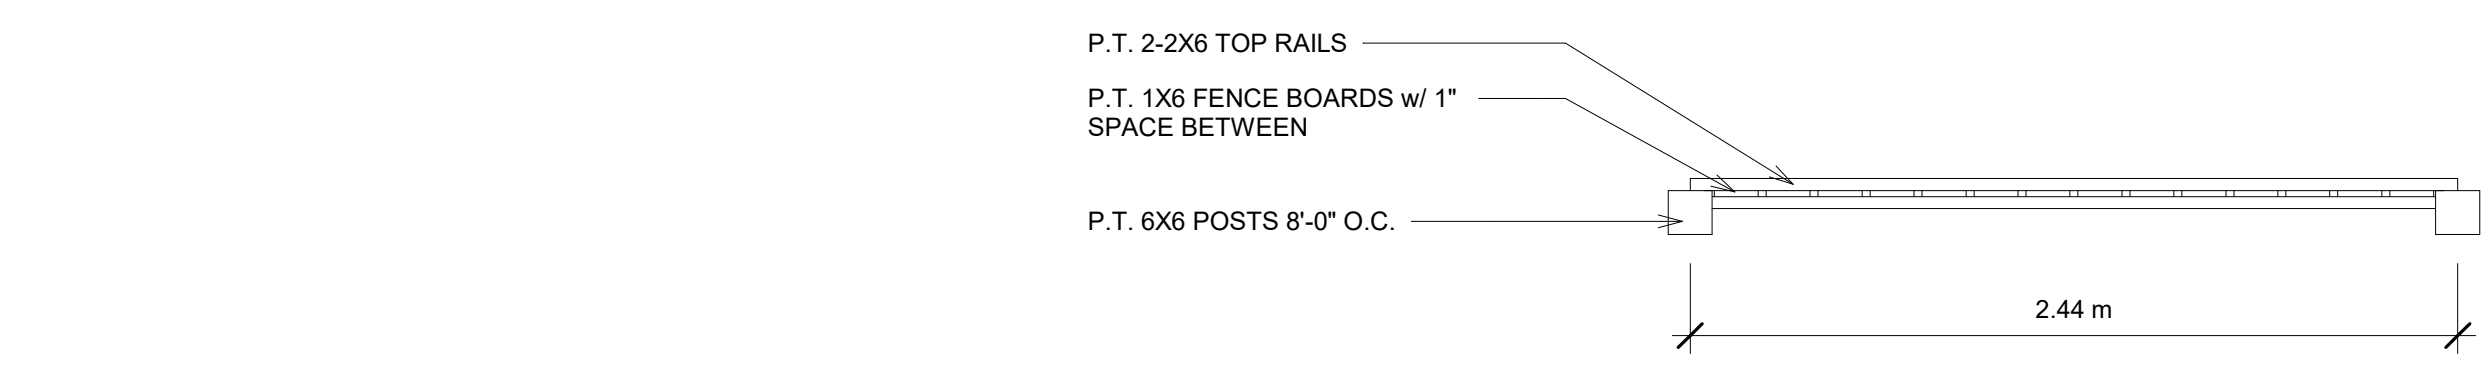 P.T. 2-2X6 TOP RAILS
P.T. 1X6 FENCE BOARDS w/ 1"
SPACE BETWEEN
P.T. 6X6 POSTS 8'-0" O.C.
2.44 m